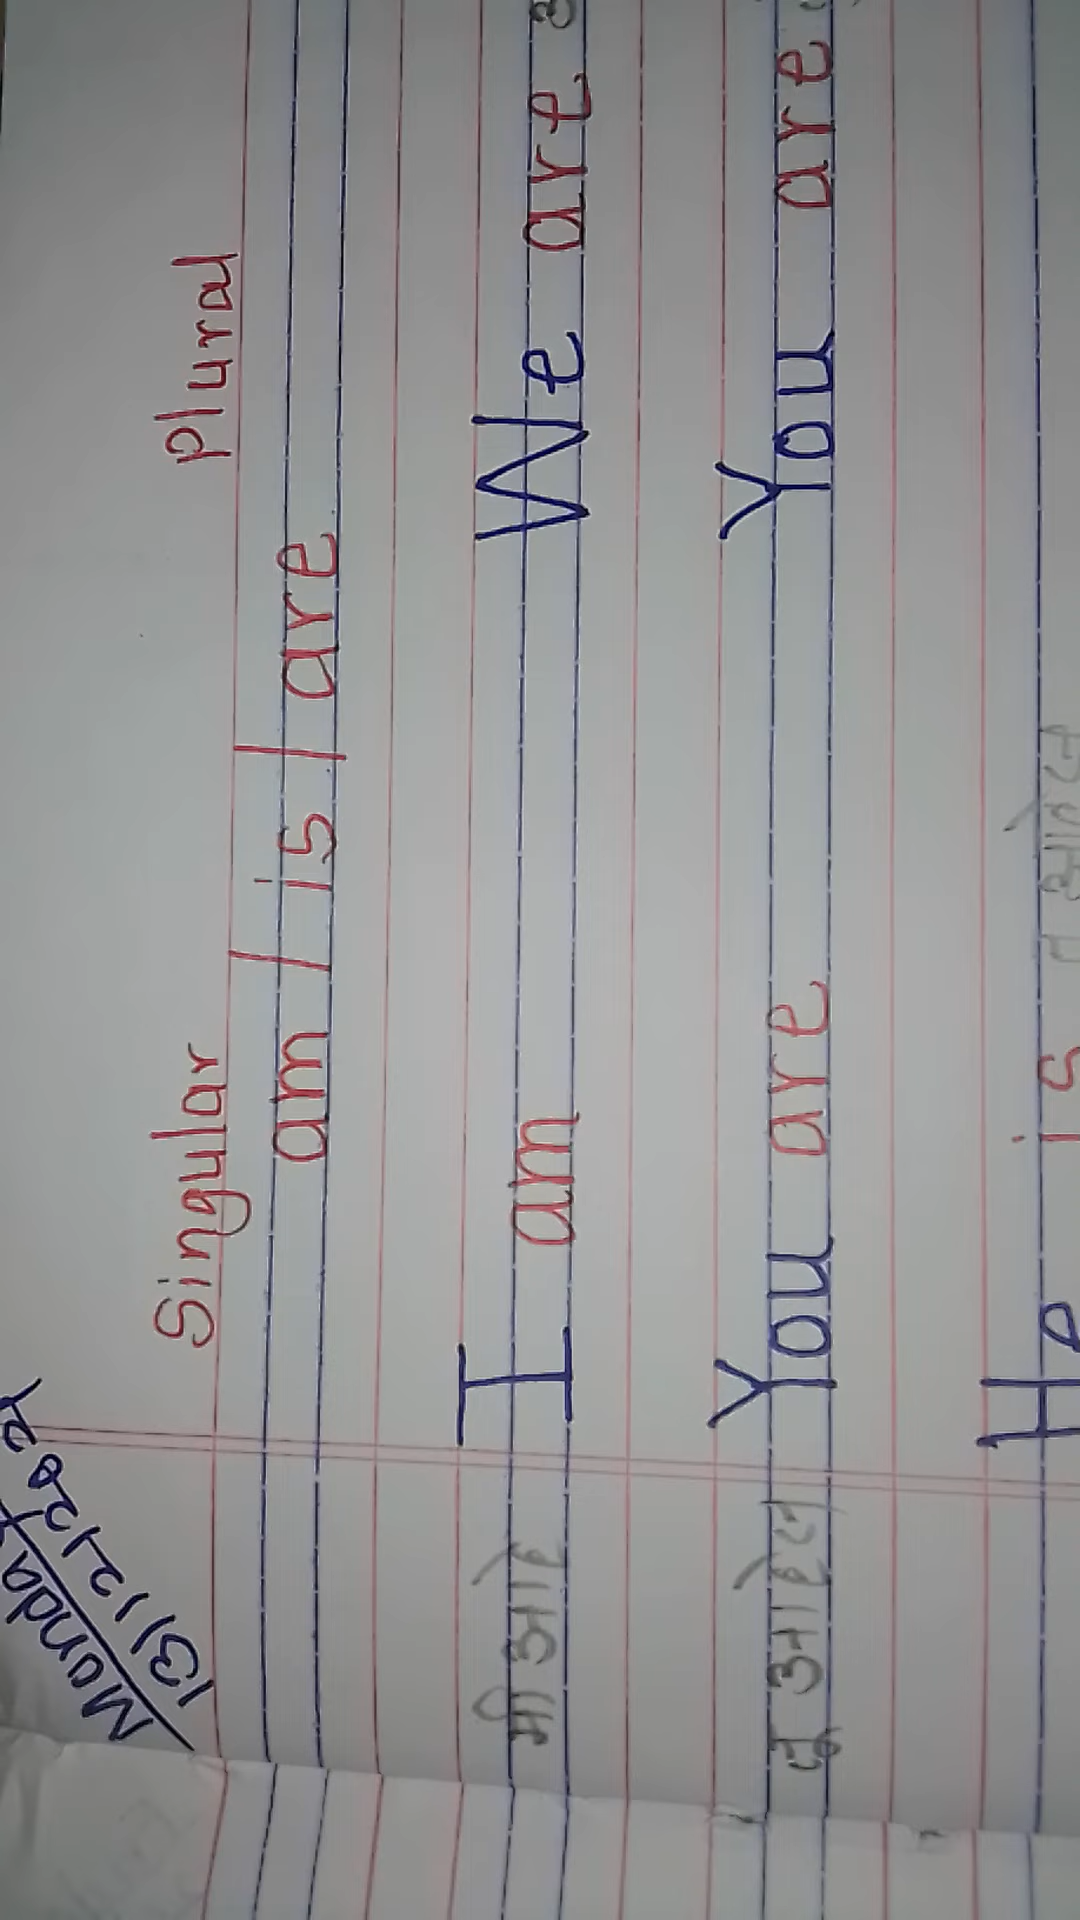 Monday
13/12/2021
Singular plural
am / is / are
मी आहे I am We are
तू आहेस You are You are
He is